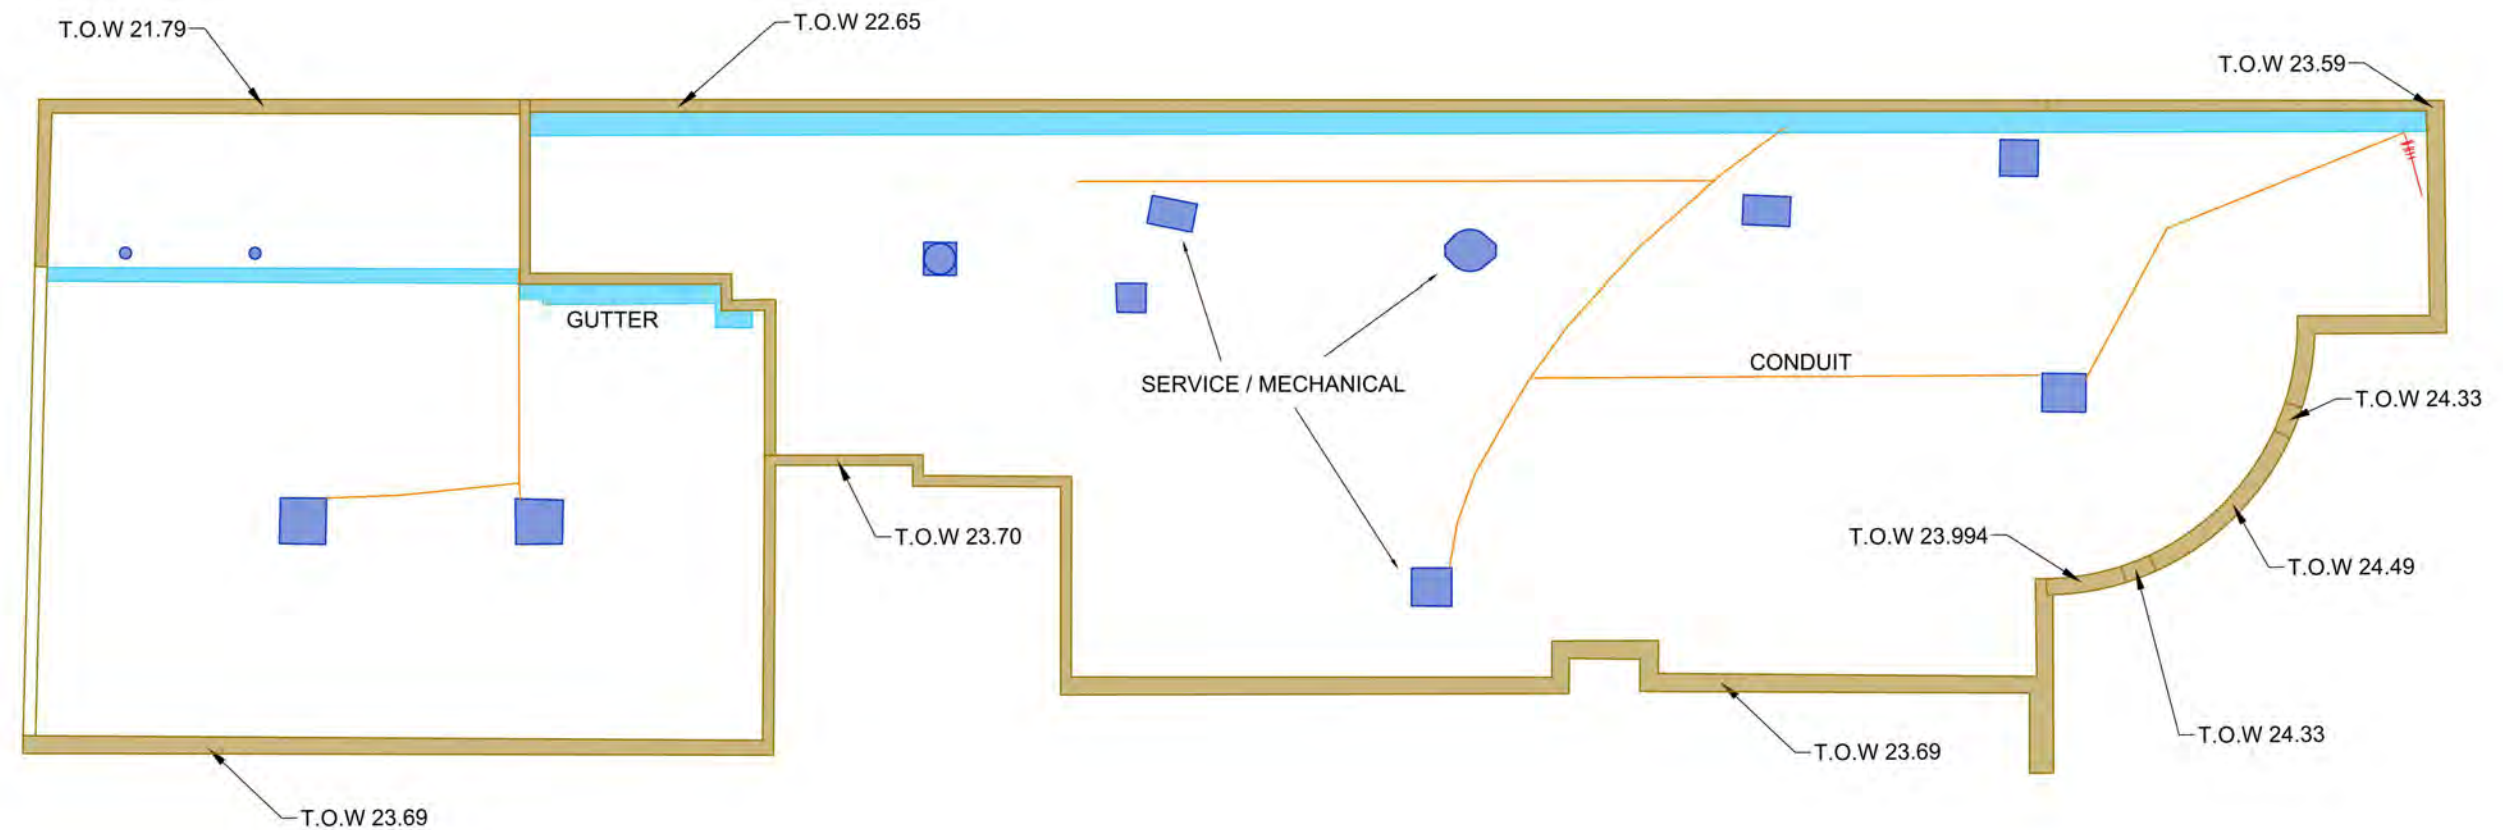 T.O.W 21.79
T.O.W 22.65
T.O.W 23.59
GUTTER
CONDUIT
SERVICE / MECHANICAL
T.O.W 24.33
T.O.W 23.70
T.O.W 23.994
T.O.W 24.49
T.O.W 24.33
T.O.W 23.69
T.O.W 23.69